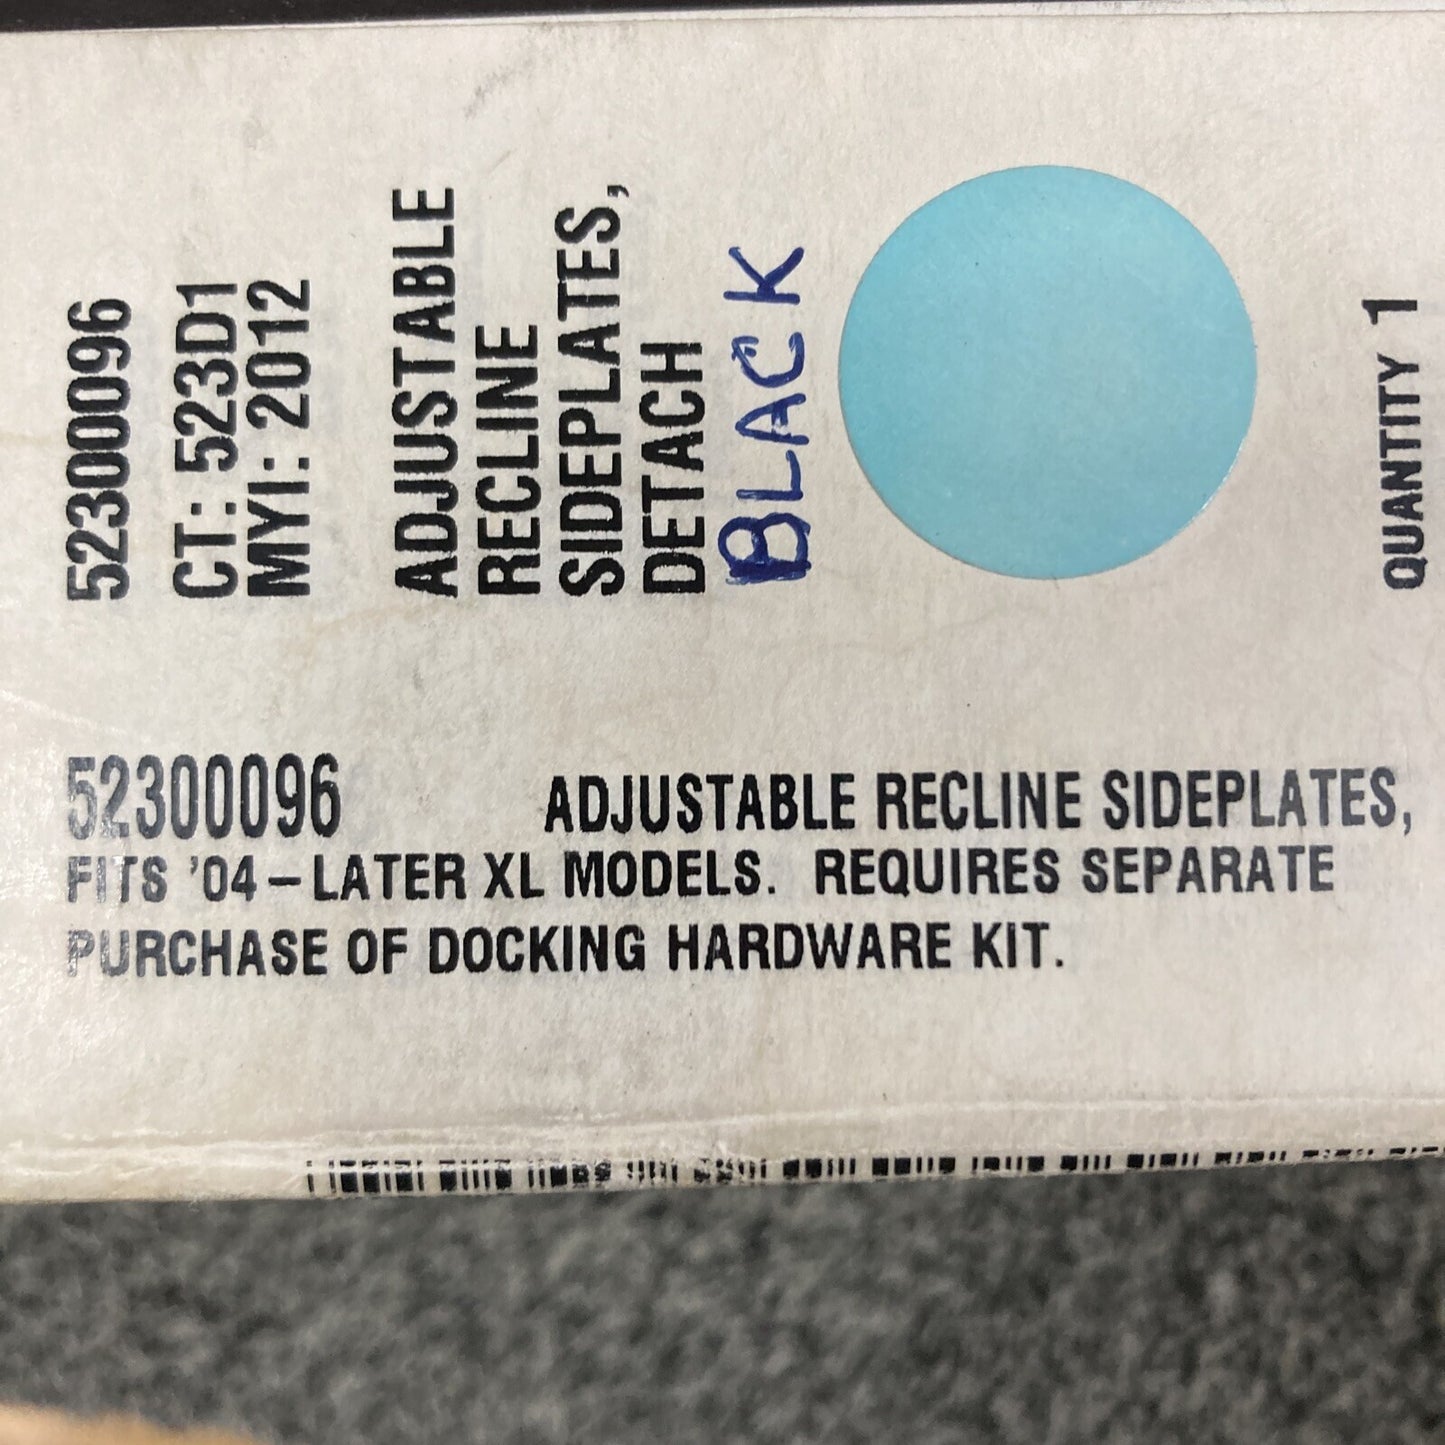 52300096
CT: 523D1
MYI: 2012
ADJUSTABLE
RECLINE
SIDEPLATES,
DETACH
BLACK
QUANTITY 1
52300096 ADJUSTABLE RECLINE SIDEPLATES,
FITS '04 – LATER XL MODELS. REQUIRES SEPARATE
PURCHASE OF DOCKING HARDWARE KIT.